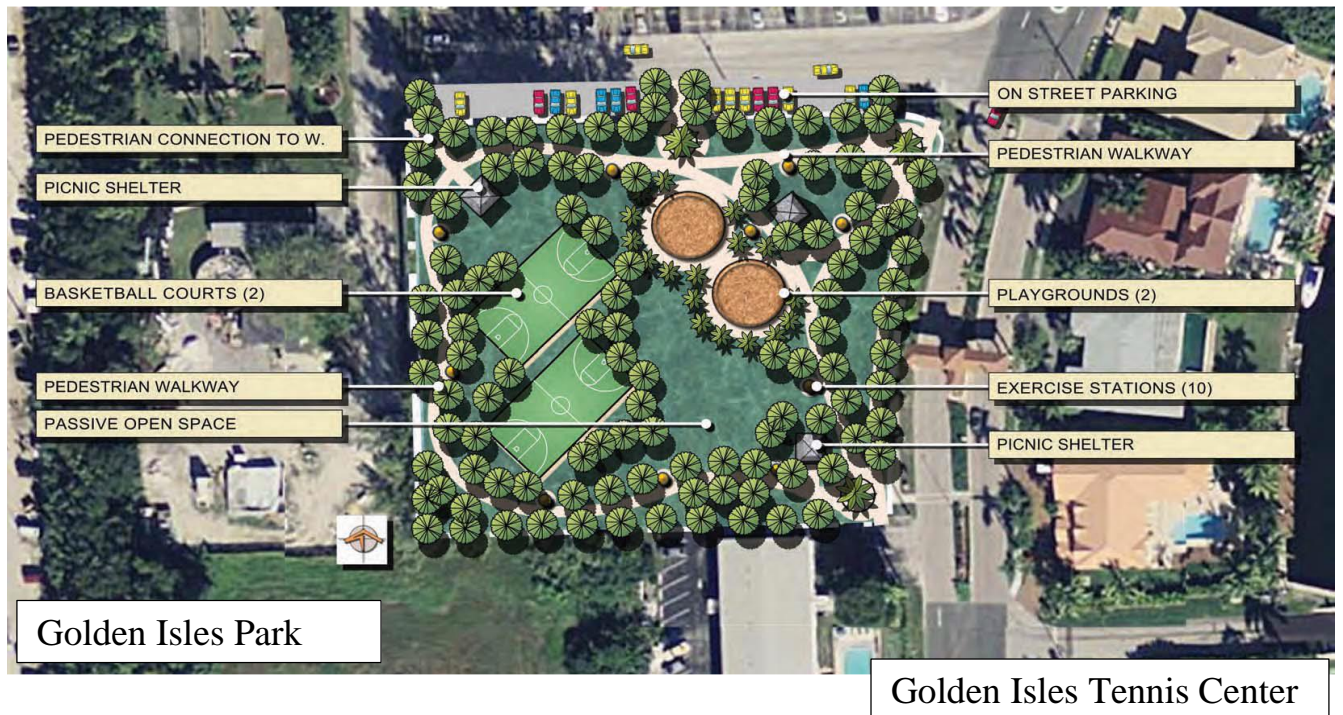 ON STREET PARKING
PEDESTRIAN CONNECTION TO W.
PEDESTRIAN WALKWAY
PICNIC SHELTER
BASKETBALL COURTS (2)
PLAYGROUNDS (2)
PEDESTRIAN WALKWAY
EXERCISE STATIONS (10)
PASSIVE OPEN SPACE
PICNIC SHELTER
Golden Isles Park
Golden Isles Tennis Center